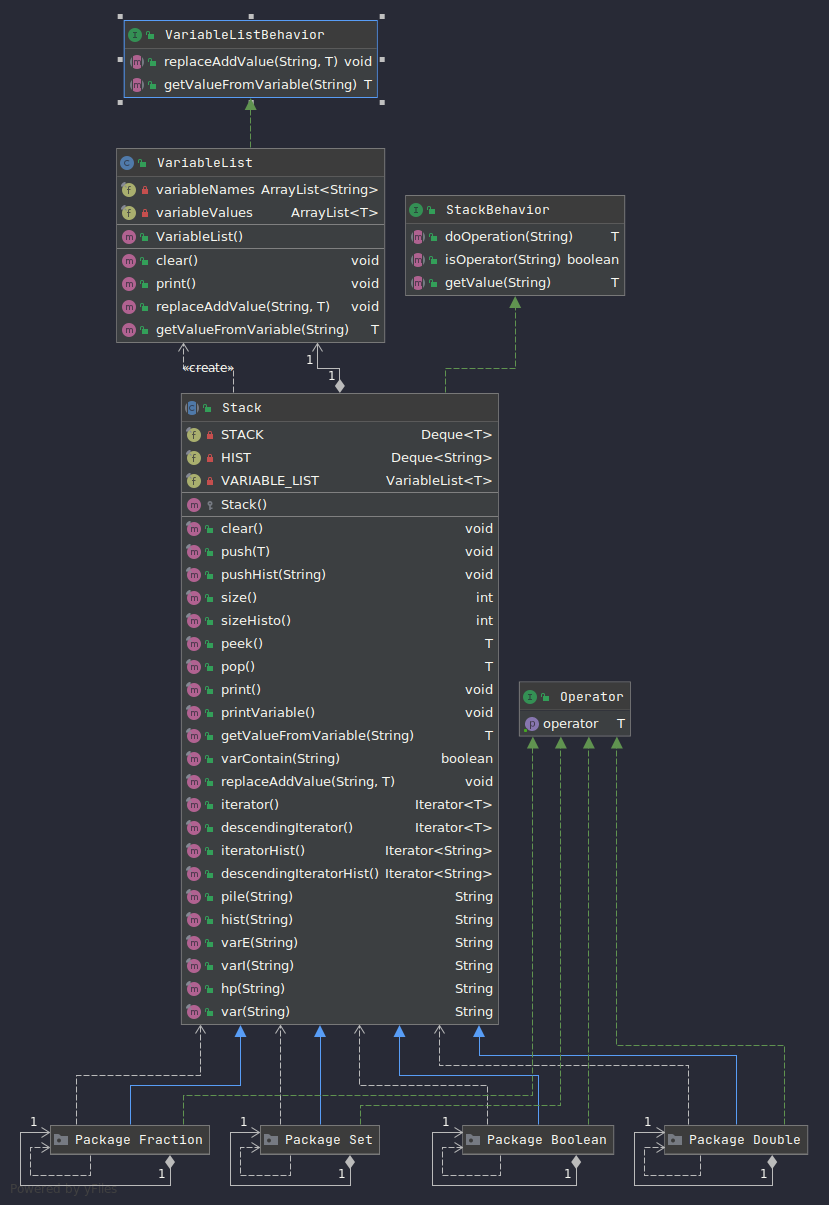 VariableListBehavior
replaceAddValue(String, T) void
getValueFromVariable(String) T
VariableList
variableNames ArrayList<String>
variableValues ArrayList<T>
VariableList()
clear() void
print() void
replaceAddValue(String, T) void
getValueFromVariable(String) T
StackBehavior
doOperation(String) T
isOperator(String) boolean
getValue(String) T
«create»
1
1
Stack
STACK Deque<T>
HIST Deque<String>
VARIABLE_LIST VariableList<T>
Stack()
clear() void
push(T) void
pushHist(String) void
size() int
sizeHisto() int
peek() T
pop() T
print() void
printVariable() void
getValueFromVariable(String) T
varContain(String) boolean
replaceAddValue(String, T) void
iterator() Iterator<T>
descendingIterator() Iterator<T>
iteratorHist() Iterator<String>
descendingIteratorHist() Iterator<String>
pile(String) String
hist(String) String
varE(String) String
varI(String) String
hp(String) String
var(String) String
Operator
operator T
1 1 1 1
Package Fraction
Package Set
Package Boolean
Package Double
1 1 1 1
Powered by yFiles